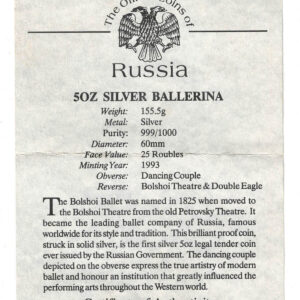 The Old Coins of
Russia
5OZ SILVER BALLERINA
Weight: 155.5g
Metal: Silver
Purity: 999/1000
Diameter: 60mm
Face Value: 25 Roubles
Minting Year: 1993
Obverse: Dancing Couple
Reverse: Bolshoi Theatre & Double Eagle
The Bolshoi Ballet was named in 1825 when moved to
the Bolshoi Theatre from the old Petrovsky Theatre. It
became the leading ballet company of Russia, famous
worldwide for its style and tradition. This brilliant proof coin,
struck in solid silver, is the first silver 5oz legal tender coin
ever issued by the Russian Government. The dancing couple
depicted on the obverse express the true artistry of modern
ballet and honour an institution that greatly influenced the
performing arts throughout the Western world.